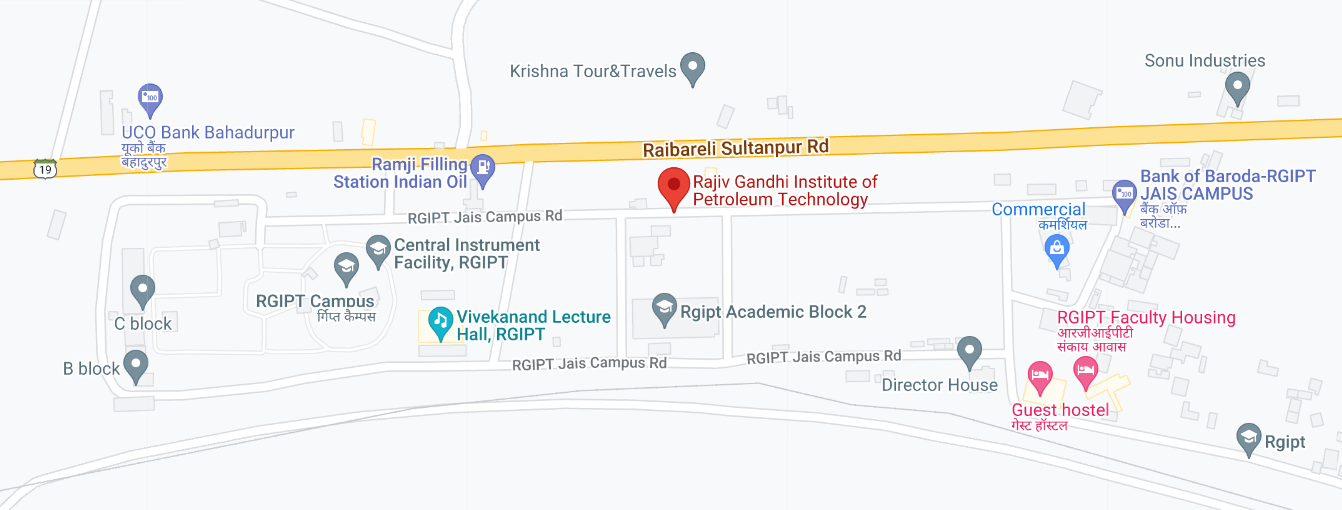 Sonu Industries
Krishna Tour&Travels
100
UCO Bank Bahadurpur
यूको बैंक
बहादुरपुर
Raibareli Sultanpur Rd
19
Ramji Filling
Station Indian Oil
Rajiv Gandhi Institute of
Petroleum Technology
100
Bank of Baroda-RGIPT
JAIS CAMPUS
बैंक ऑफ़
बरोडा...
RGIPT Jais Campus Rd
Commercial
कमर्शियल
Central Instrument
Facility, RGIPT
RGIPT Campus
र्गिप्त कैम्पस
C block
Vivekanand Lecture
Hall, RGIPT
Rgipt Academic Block 2
RGIPT Faculty Housing
आरजीआईपीटी
संकाय आवास
B block
RGIPT Jais Campus Rd
RGIPT Jais Campus Rd
Director House
Guest hostel
गेस्ट हॉस्टल
Rgipt